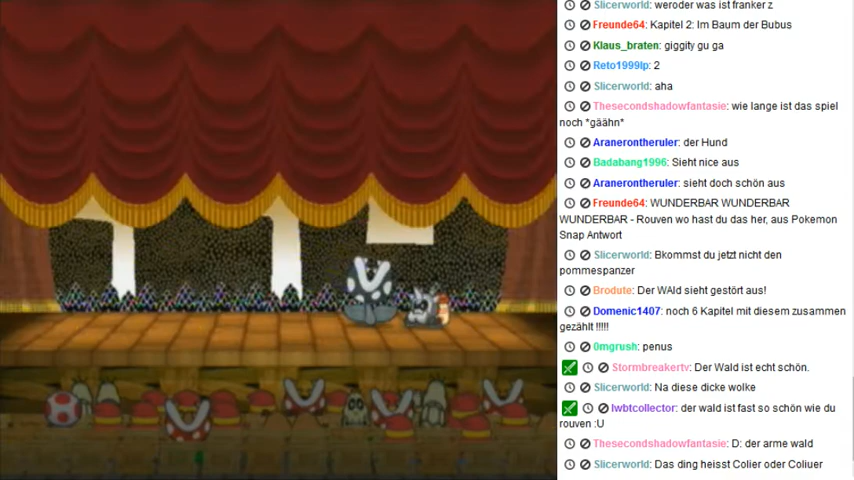 Slicerworld: weroder was ist franker z
Freunde64: Kapitel 2: Im Baum der Bubus
Klaus_braten: giggity gu ga
Reto1999lp: 2
Slicerworld: aha
Thesecondshadowfantasie: wie lange ist das spiel
noch *gäähn*
Aranerontheruler: der Hund
Badabang1996: Sieht nice aus
Aranerontheruler: sieht doch schön aus
Freunde64: WUNDERBAR WUNDERBAR
WUNDERBAR - Rouven wo hast du das her, aus Pokemon
Snap Antwort
Slicerworld: Bkommst du jetzt nicht den
pommespanzer
Brodute: Der WAld sieht gestört aus!
Domenic1407: noch 6 Kapitel mit diesem zusammen
gezählt !!!!!
0mgrush: penus
Stormbreakertv: Der Wald ist echt schön.
Slicerworld: Na diese dicke wolke
Iwbtcollector: der wald ist fast so schön wie du
rouven :U
Thesecondshadowfantasie: D: der arme wald
Slicerworld: Das ding heisst Colier oder Coliuer